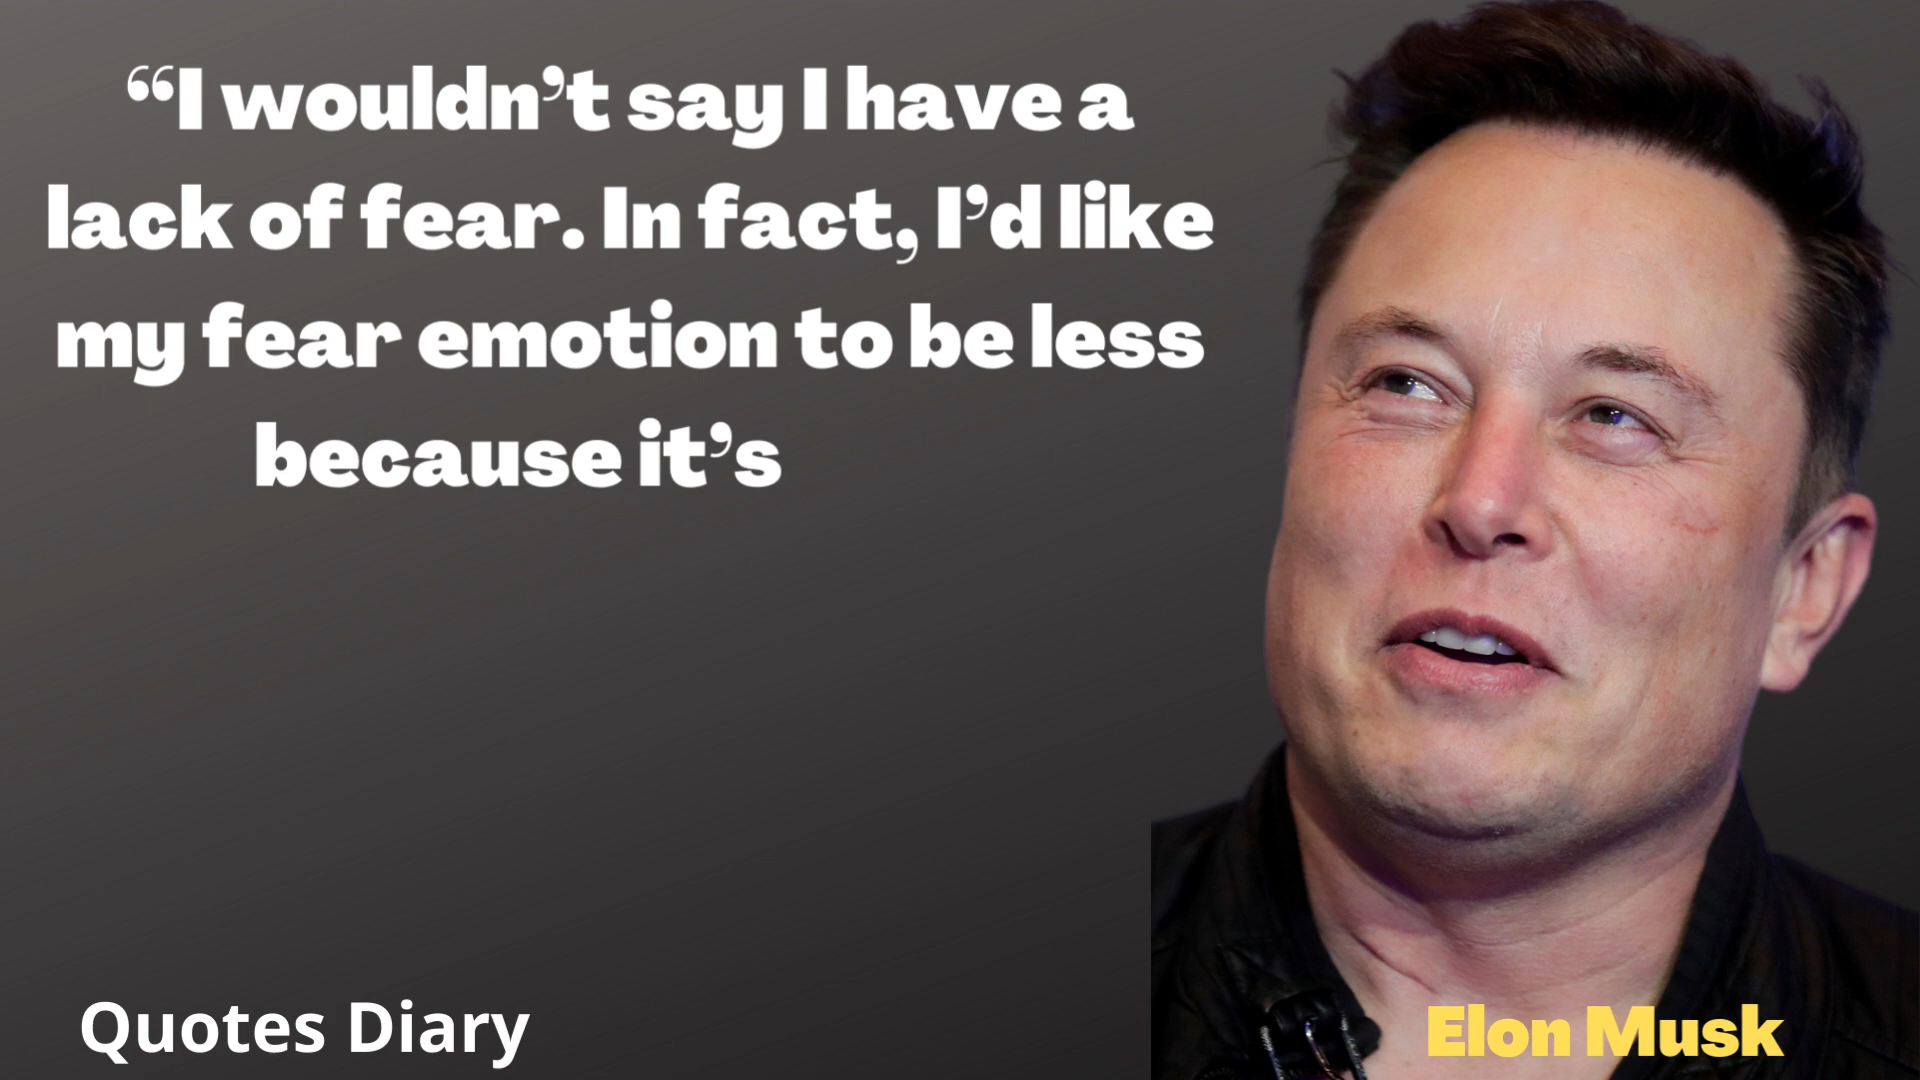 “I wouldn’t say I have a
lack of fear. In fact, I’d like
my fear emotion to be less
because it’s
Quotes Diary
Elon Musk